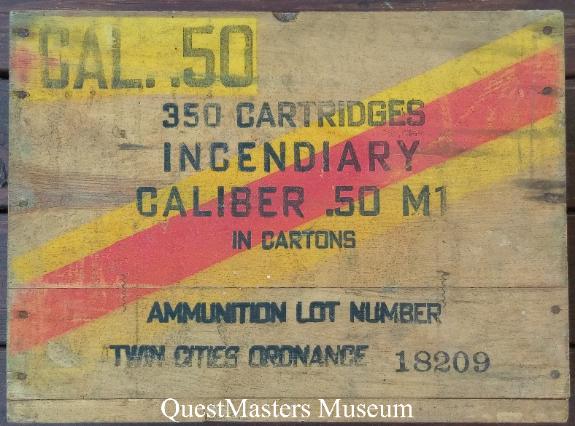 CAL. .50
350 CARTRIDGES
INCENDIARY
CALIBER .50 M1
IN CARTONS
AMMUNITION LOT NUMBER
TWIN CITIES ORDNANCE 18209
QuestMasters Museum